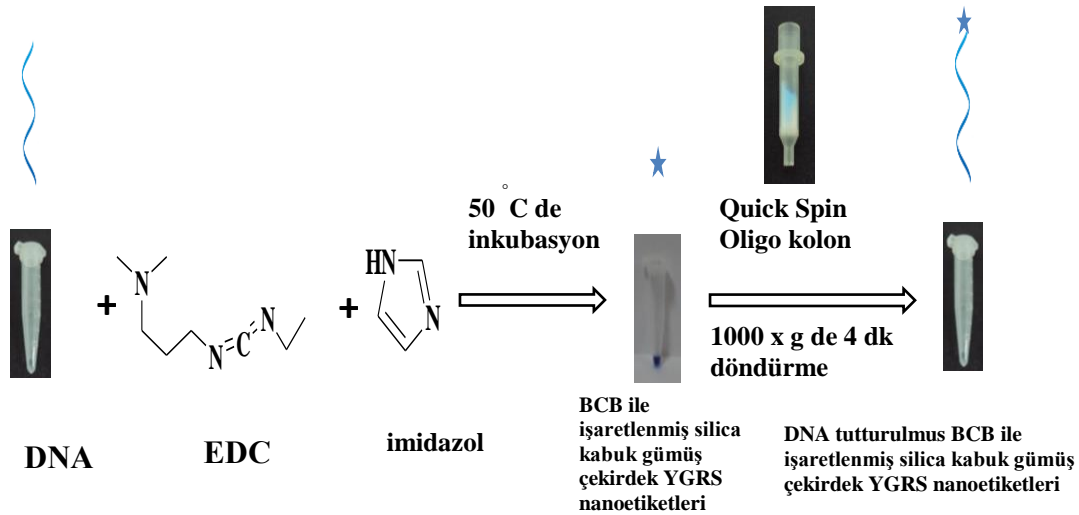 50 °C de
inkubasyon
Quick Spin
Oligo kolon
N
+
N=C=N
+
HN
N
1000 x g de 4 dk
döndürme
DNA
EDC
imidazol
BCB ile
işaretlenmiş silica
kabuk gümüş
çekirdek YGRS
nanoetiketleri
DNA tutturulmus BCB ile
işaretlenmiş silica kabuk gümüş
çekirdek YGRS nanoetiketleri